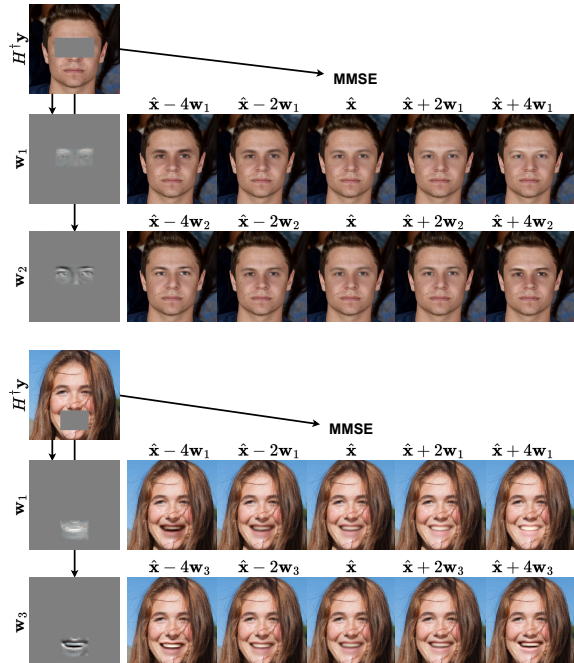 H†y
MMSE
x̂ − 4w₁ x̂ − 2w₁ x̂ x̂ + 2w₁ x̂ + 4w₁
w₁
x̂ − 4w₂ x̂ − 2w₂ x̂ x̂ + 2w₂ x̂ + 4w₂
w₂
H†y
MMSE
x̂ − 4w₁ x̂ − 2w₁ x̂ x̂ + 2w₁ x̂ + 4w₁
w₁
x̂ − 4w₃ x̂ − 2w₃ x̂ x̂ + 2w₃ x̂ + 4w₃
w₃